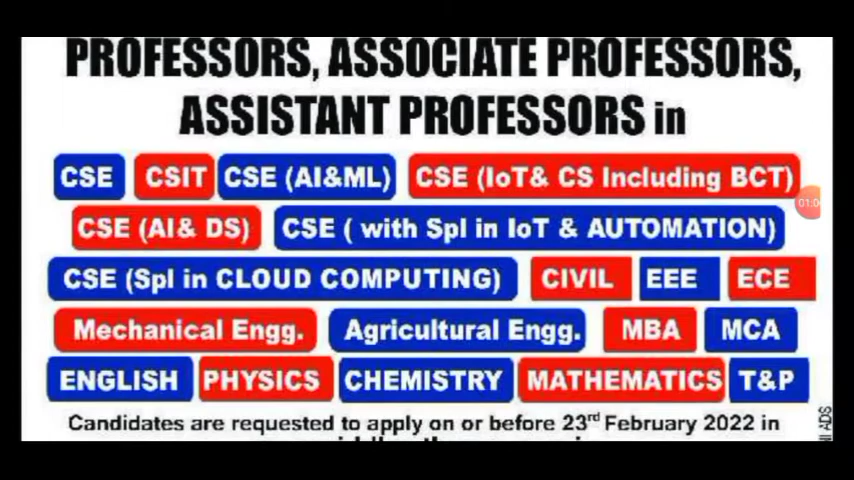 PROFESSORS, ASSOCIATE PROFESSORS,
ASSISTANT PROFESSORS in
CSE CSIT CSE (AI&ML) CSE (IoT& CS Including BCT)
CSE (AI& DS) CSE ( with Spl in IoT & AUTOMATION)
CSE (Spl in CLOUD COMPUTING) CIVIL EEE ECE
Mechanical Engg. Agricultural Engg. MBA MCA
ENGLISH PHYSICS CHEMISTRY MATHEMATICS T&P
Candidates are requested to apply on or before 23rd February 2022 in